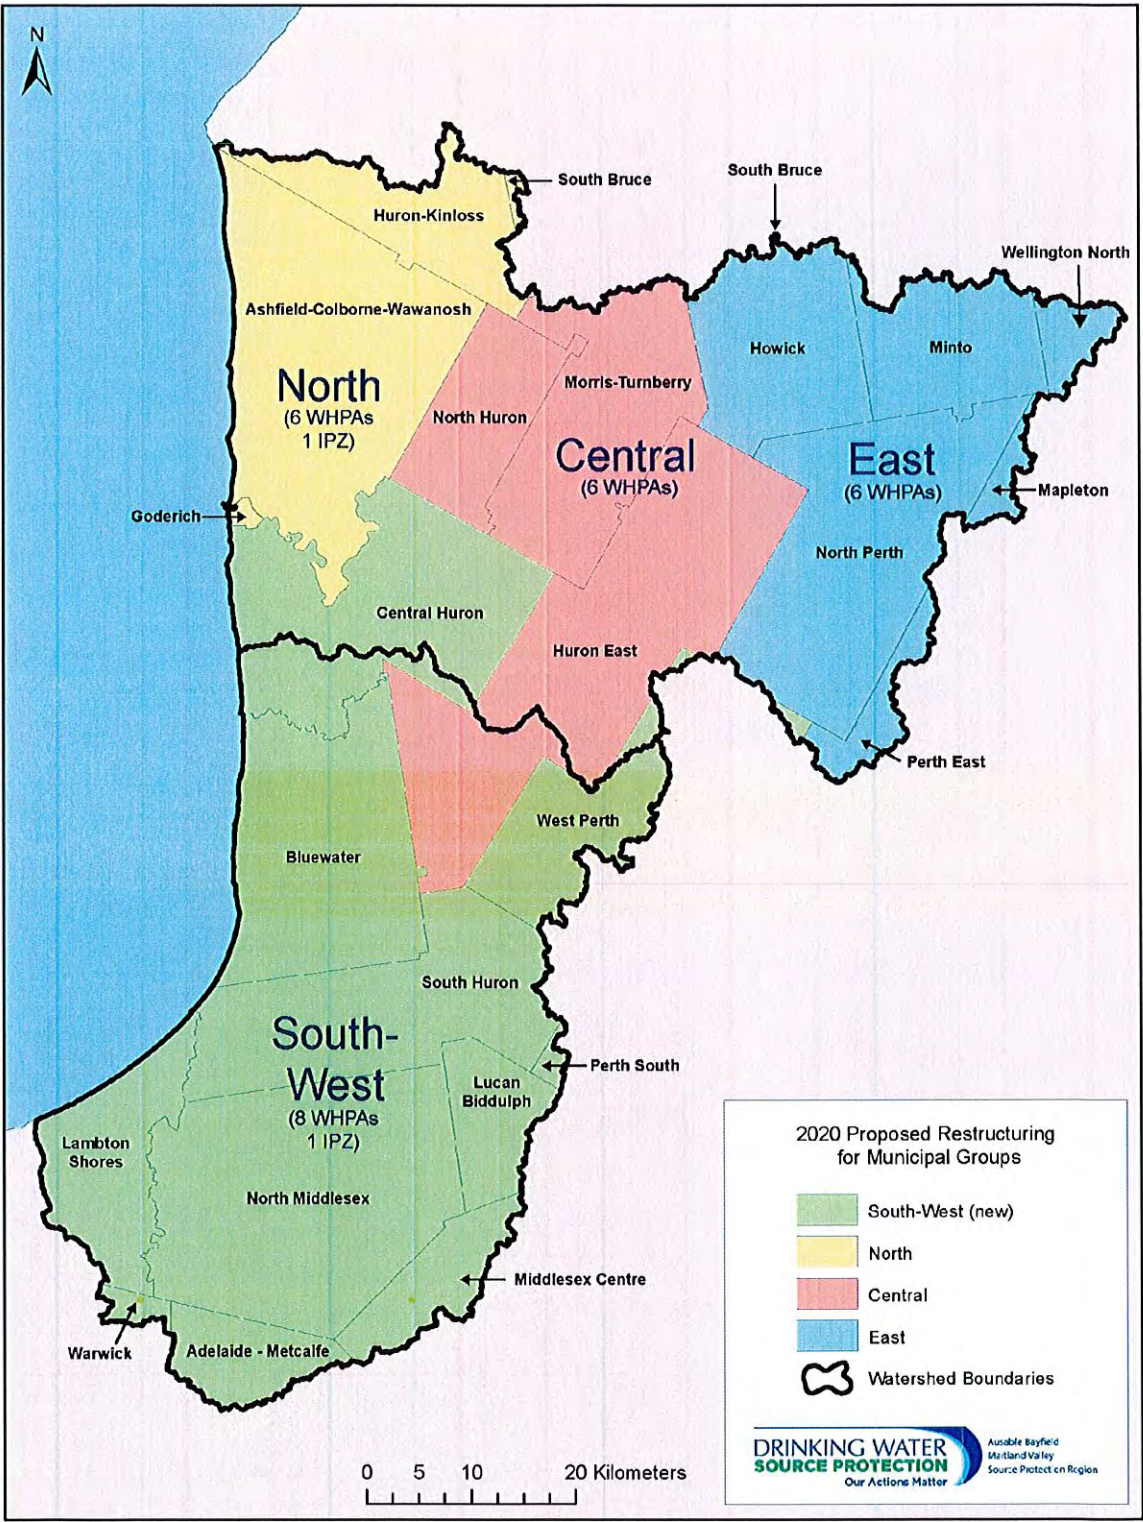 N
South Bruce
South Bruce
Huron-Kinloss
Wellington North
Ashfield-Colborne-Wawanosh
Howick
Minto
North
(6 WHPAs
1 IPZ)
Morris-Turnberry
North Huron
Central
(6 WHPAs)
East
(6 WHPAs)
Mapleton
Goderich
North Perth
Central Huron
Huron East
Perth East
West Perth
Bluewater
South Huron
South-
West
(8 WHPAs
1 IPZ)
Perth South
Lucan
Biddulph
Lambton
Shores
North Middlesex
Middlesex Centre
Warwick
Adelaide - Metcalfe
2020 Proposed Restructuring
for Municipal Groups
South-West (new)
North
Central
East
Watershed Boundaries
DRINKING WATER
SOURCE PROTECTION
Our Actions Matter
Ausable Bayfield
Maitland Valley
Source Protection Region
0 5 10 20 Kilometers